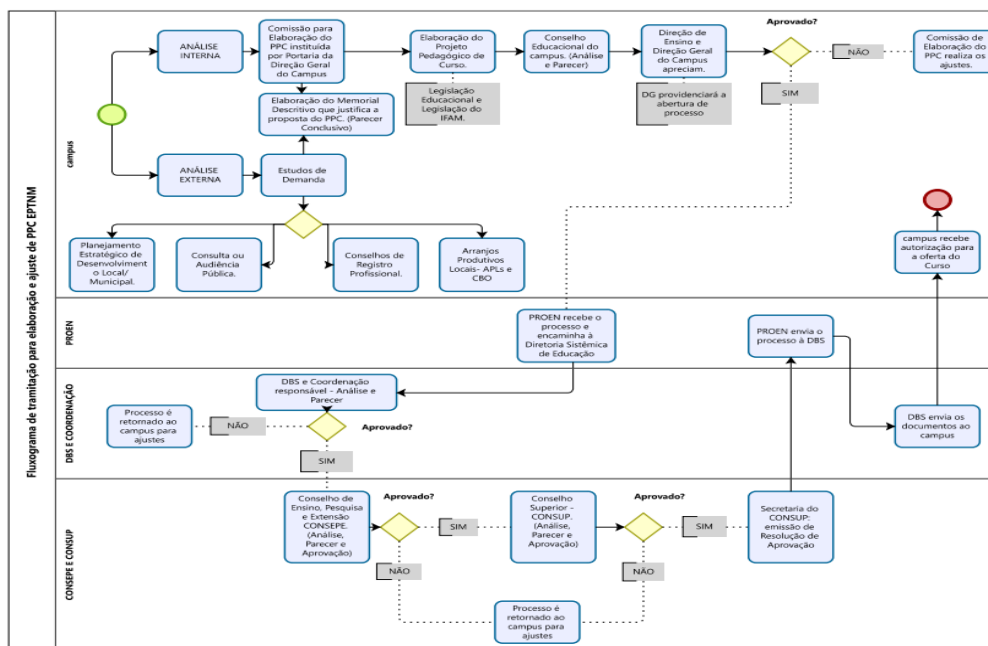 Fluxograma de tramitação para elaboração e ajuste de PPC EPTNM
campus
ANÁLISE
INTERNA
Comissão para
Elaboração do
PPC instituída
por Portaria da
Direção Geral
do Campus
Elaboração do
Projeto
Pedagógico de
Curso.
Conselho
Educacional do
campus. (Análise
e Parecer)
Direção de
Ensino e
Direção Geral
do Campus
apreciam.
Aprovado?
NÃO
Comissão de
Elaboração do
PPC realiza os
ajustes.
Legislação
Educacional e
Legislação do
IFAM.
DG providenciará a
abertura de
processo
SIM
Elaboração do Memorial
Descritivo que justifica a
proposta do PPC. (Parecer
Conclusivo)
ANÁLISE
EXTERNA
Estudos de
Demanda
Planejamento
Estratégico de
Desenvolviment
o Local/
Municipal.
Consulta ou
Audiência
Pública.
Conselhos de
Registro
Profissional.
Arranjos
Produtivos
Locais- APLs e
CBO
campus recebe
autorização para
a oferta do
Curso
PROEN
PROEN recebe o
processo e
encaminha à
Diretoria Sistêmica
de Educação
PROEN envia o
processo à DBS
DBS E COORDENAÇÃO
DBS e Coordenação
responsável - Análise e
Parecer
Processo é
retornado ao
campus para
ajustes
NÃO
Aprovado?
SIM
DBS envia os
documentos ao
campus
CONSEPE E CONSUP
Conselho de
Ensino, Pesquisa
e Extensão
CONSEPE.
(Análise,
Parecer e
Aprovação)
Aprovado?
SIM
NÃO
Conselho
Superior -
CONSUP.
(Análise,
Parecer e
Aprovação)
Aprovado?
SIM
NÃO
Secretaria do
CONSUP:
emissão de
Resolução de
Aprovação
Processo é
retornado ao
campus para
ajustes